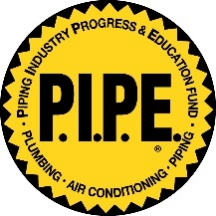 • PIPING INDUSTRY PROGRESS & EDUCATION FUND •
P.I.P.E.®
PLUMBING • AIR CONDITIONING • PIPING